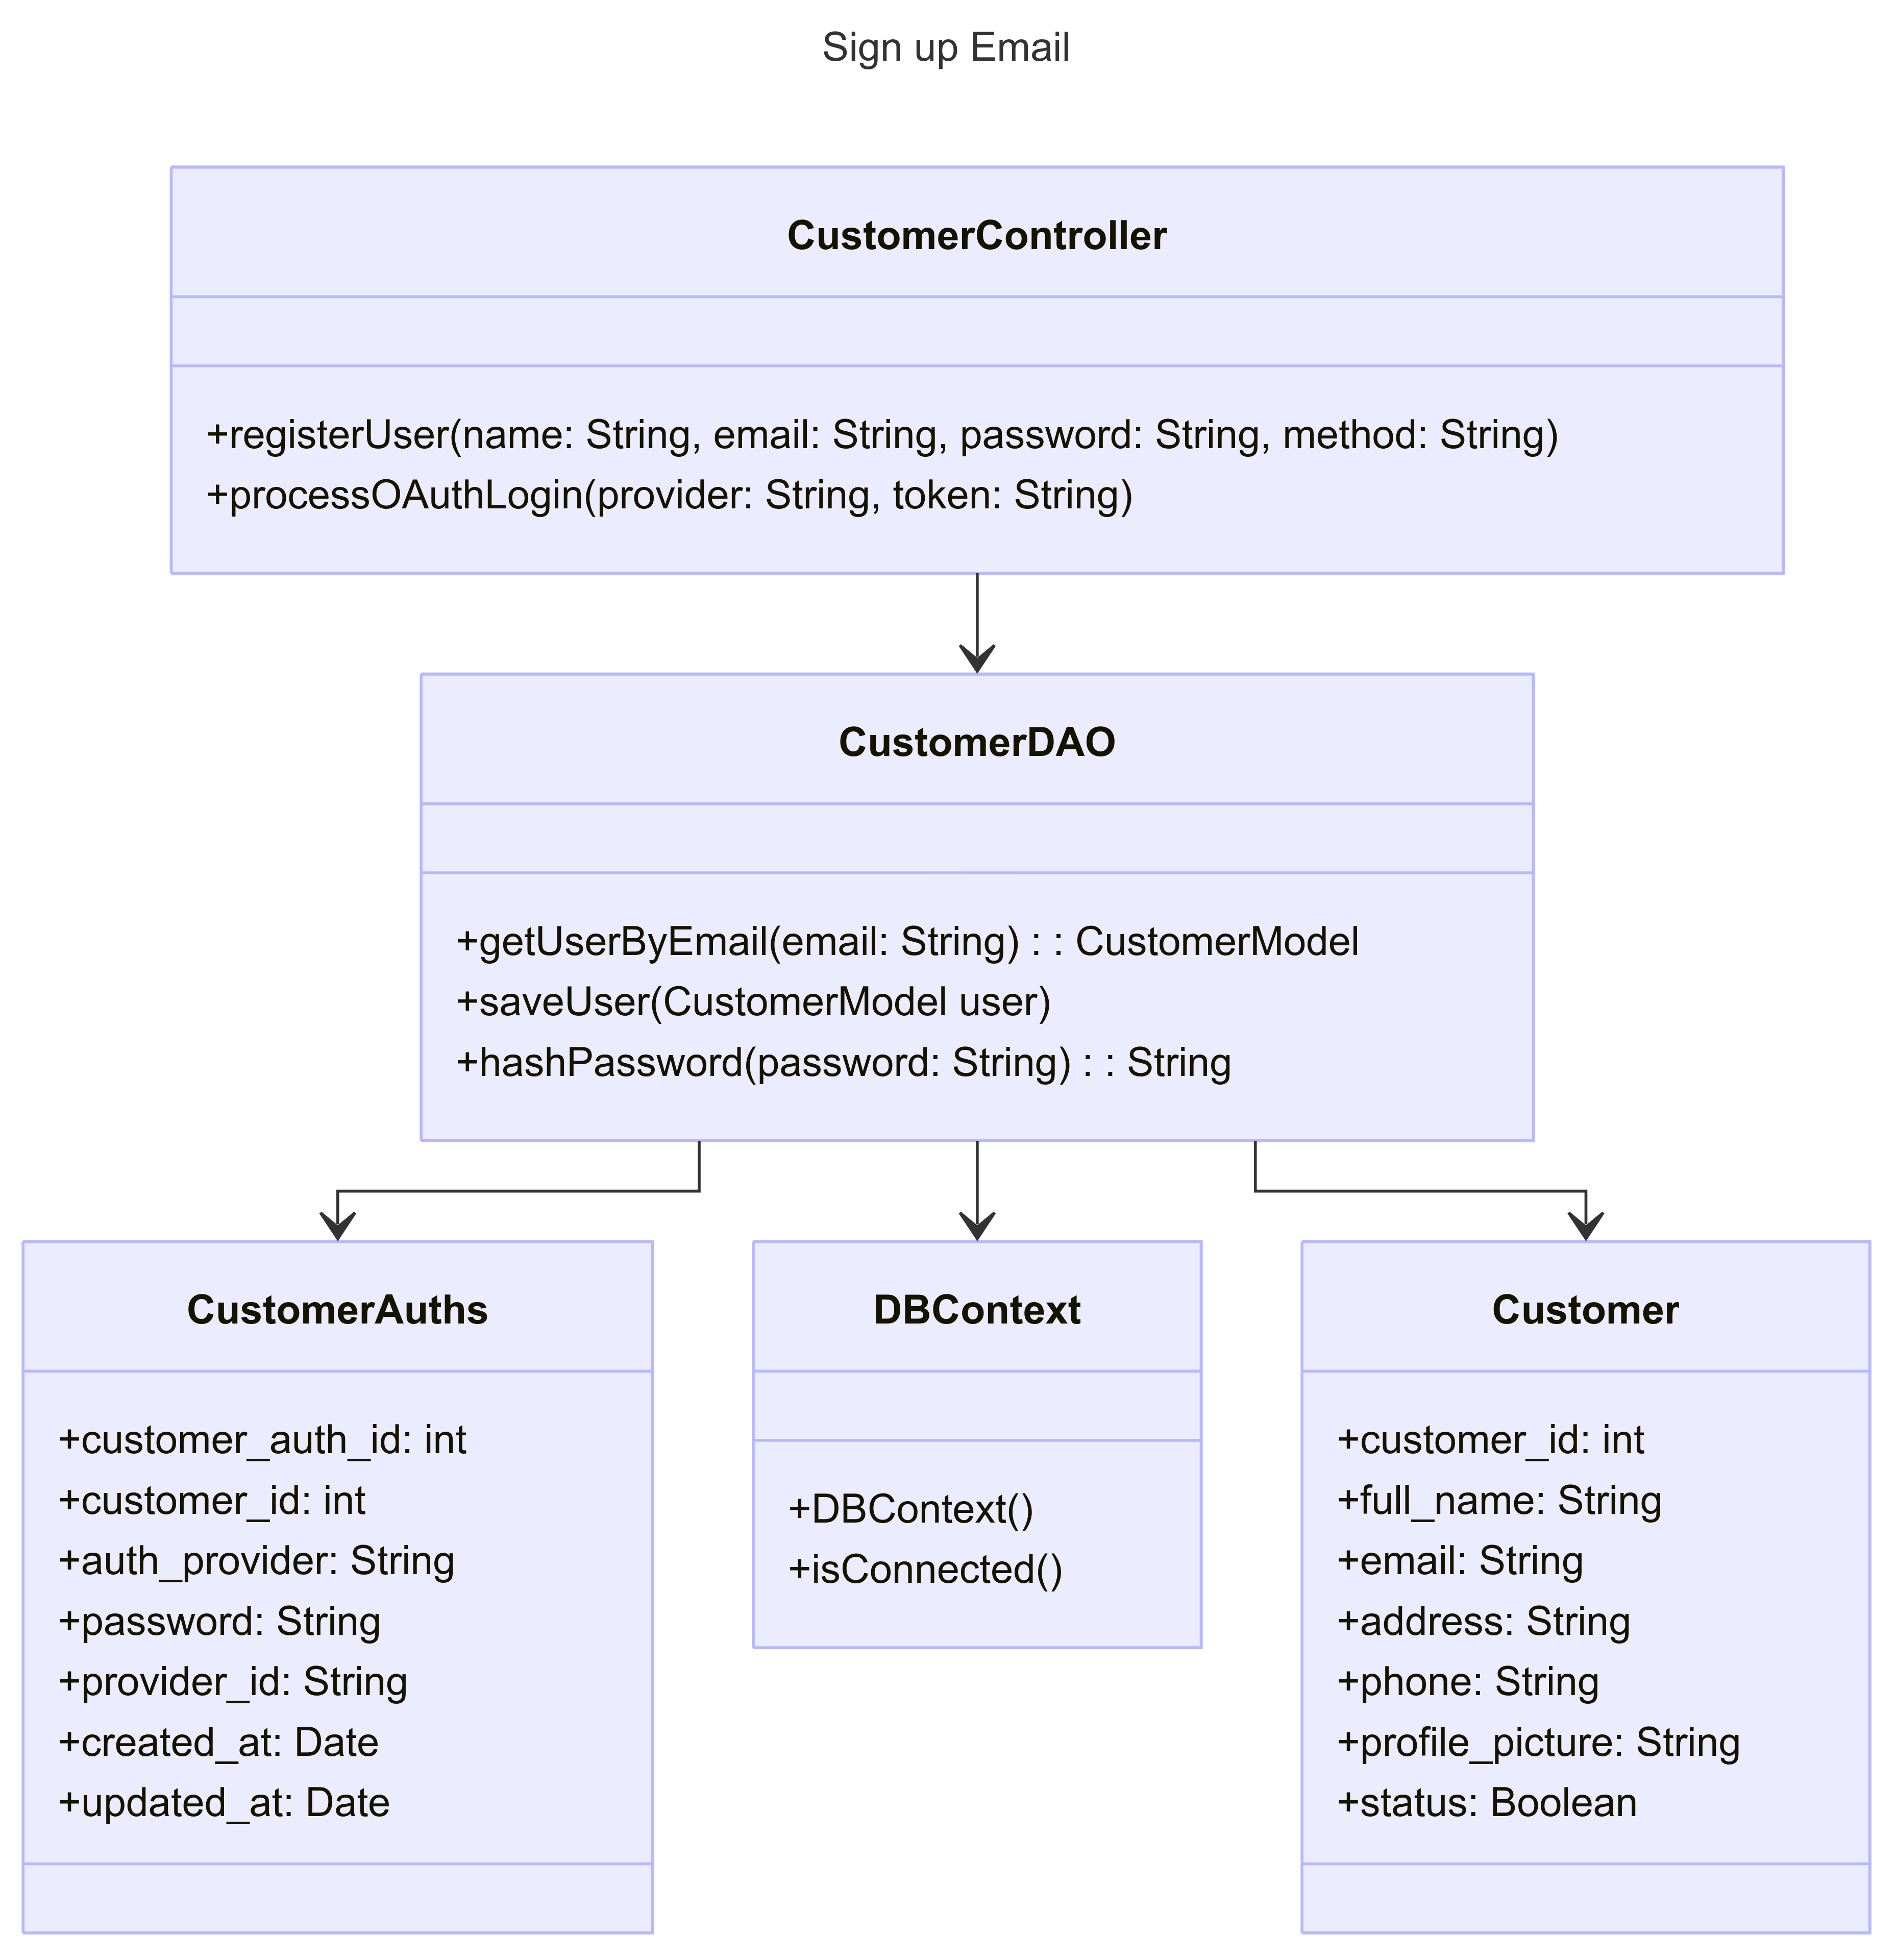 Sign up Email
CustomerController
+registerUser(name: String, email: String, password: String, method: String)
+processOAuthLogin(provider: String, token: String)
CustomerDAO
+getUserByEmail(email: String) : : CustomerModel
+saveUser(CustomerModel user)
+hashPassword(password: String) : : String
CustomerAuths
+customer_auth_id: int
+customer_id: int
+auth_provider: String
+password: String
+provider_id: String
+created_at: Date
+updated_at: Date
DBContext
+DBContext()
+isConnected()
Customer
+customer_id: int
+full_name: String
+email: String
+address: String
+phone: String
+profile_picture: String
+status: Boolean